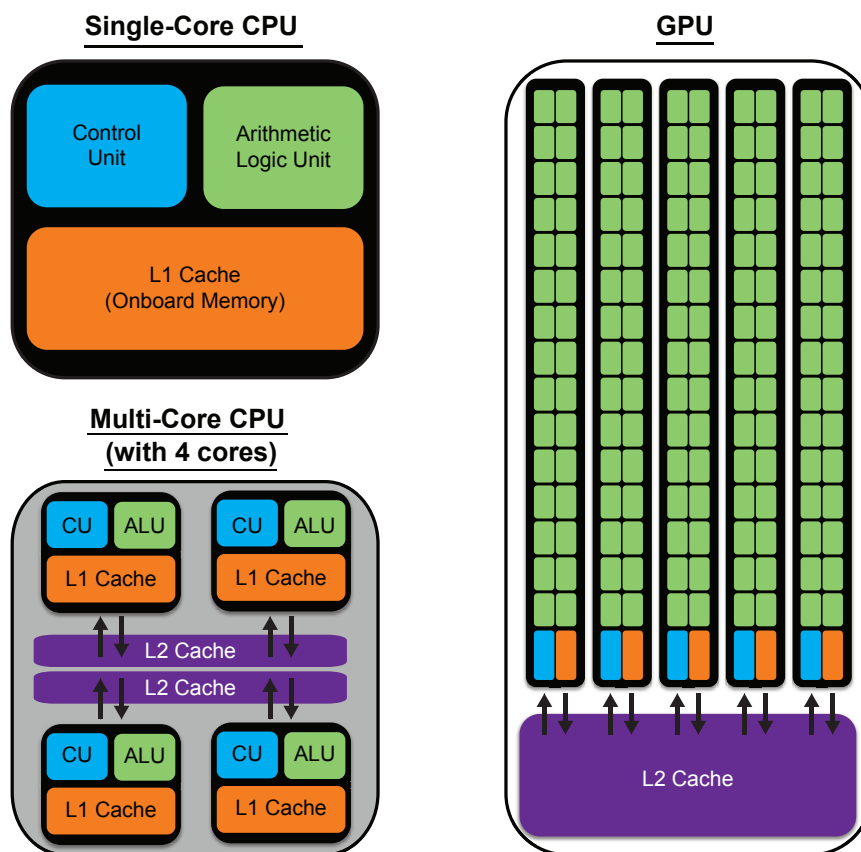 Single-Core CPU
Control
Unit
Arithmetic
Logic Unit
L1 Cache
(Onboard Memory)
Multi-Core CPU
(with 4 cores)
CU
ALU
L1 Cache
CU
ALU
L1 Cache
L2 Cache
L2 Cache
CU
ALU
L1 Cache
CU
ALU
L1 Cache
GPU
L2 Cache